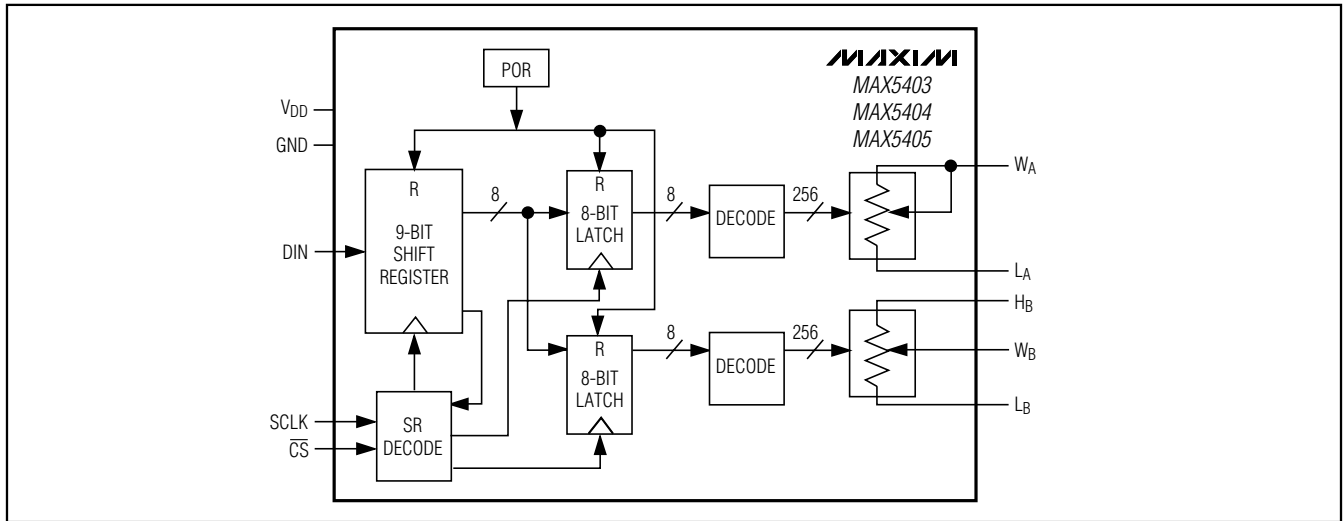 POR
MAXIM
MAX5403
MAX5404
MAX5405
VDD
GND
DIN
SCLK
CS
R
9-BIT
SHIFT
REGISTER
SR
DECODE
8
R
8-BIT
LATCH
8
DECODE
256
WA
LA
R
8-BIT
LATCH
8
DECODE
256
HB
WB
LB